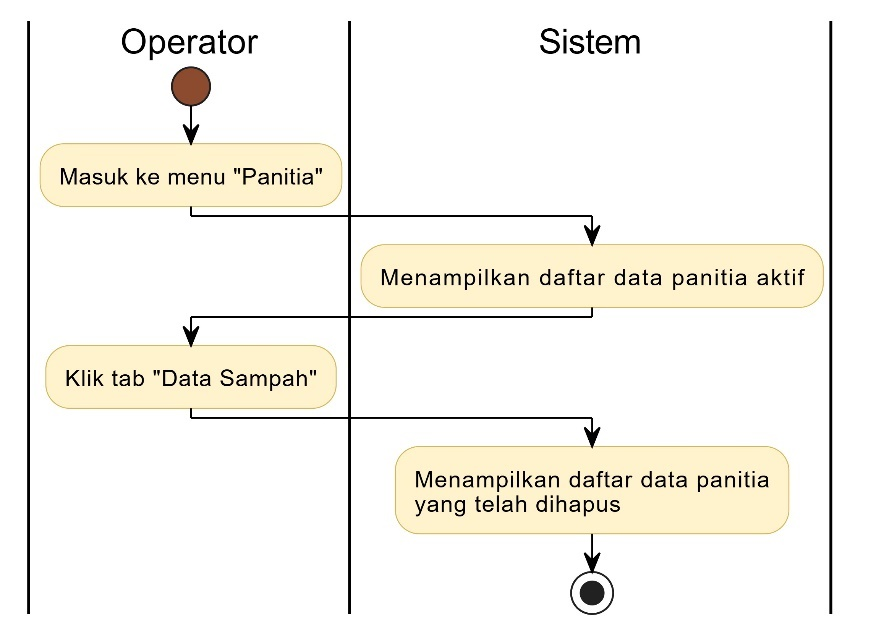 Operator
Sistem
Masuk ke menu "Panitia"
Menampilkan daftar data panitia aktif
Klik tab "Data Sampah"
Menampilkan daftar data panitia
yang telah dihapus